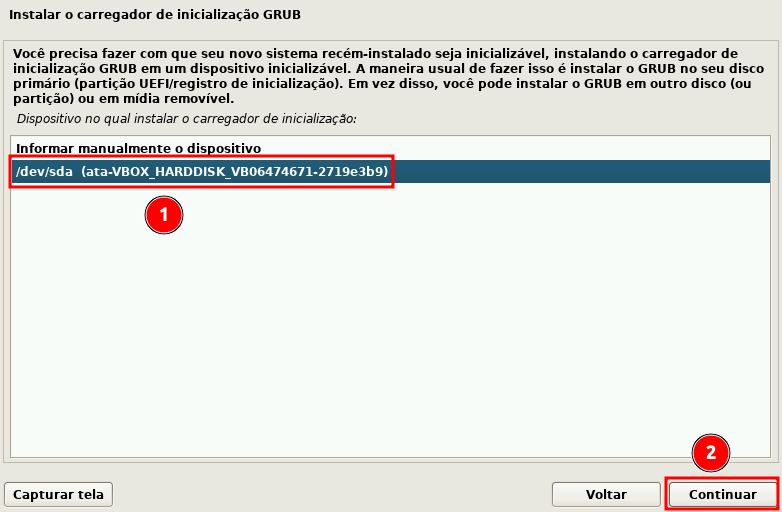 Instalar o carregador de inicialização GRUB
Você precisa fazer com que seu novo sistema recém-instalado seja inicializável, instalando o carregador de
inicialização GRUB em um dispositivo inicializável. A maneira usual de fazer isso é instalar o GRUB no seu disco
primário (partição UEFI/registro de inicialização). Em vez disso, você pode instalar o GRUB em outro disco (ou
partição) ou em mídia removível.
Dispositivo no qual instalar o carregador de inicialização:
Informar manualmente o dispositivo
/dev/sda (ata-VBOX_HARDDISK_VB06474671-2719e3b9)
1
2
Capturar tela
Voltar
Continuar